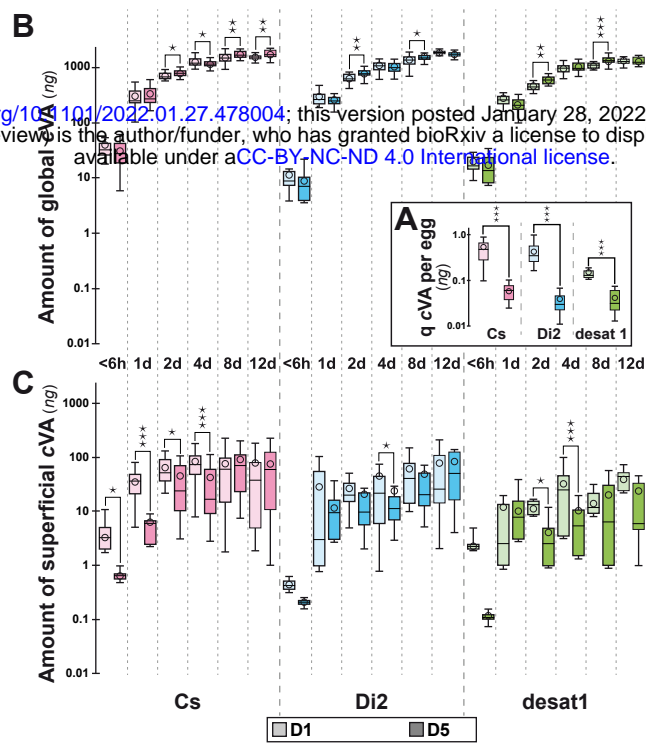 B
Amount of global cVA (ng)
1000
100
10
1
0.1
0.01
* * ** **
** *
** ***
rg/10.1101/2022.01.27.478004; this version posted January 28, 2022
view) is the author/funder, who has granted bioRxiv a license to disp
available under aCC-BY-NC-ND 4.0 International license.
A
q cVA per egg (ng)
1.0
0.1
0.01
*** *** ***
Cs Di2 desat 1
<6h 1d 2d 4d 8d 12d <6h 1d 2d 4d 8d 12d <6h 1d 2d 4d 8d 12d
C
Amount of superficial cVA (ng)
1000
100
10
1
0.1
0.01
* *** * ***
*
* ***
Cs Di2 desat1
D1 D5